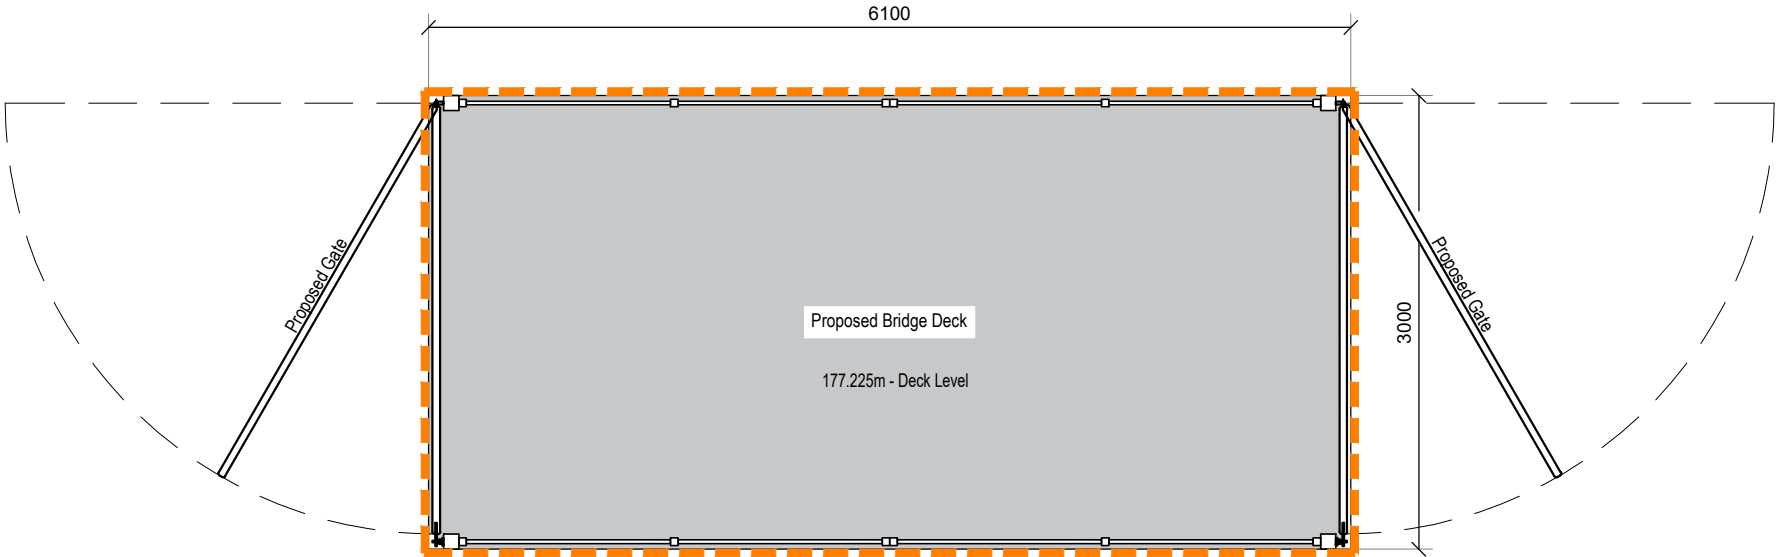 6100
Proposed Gate
Proposed Gate
3000
Proposed Bridge Deck
177.225m - Deck Level